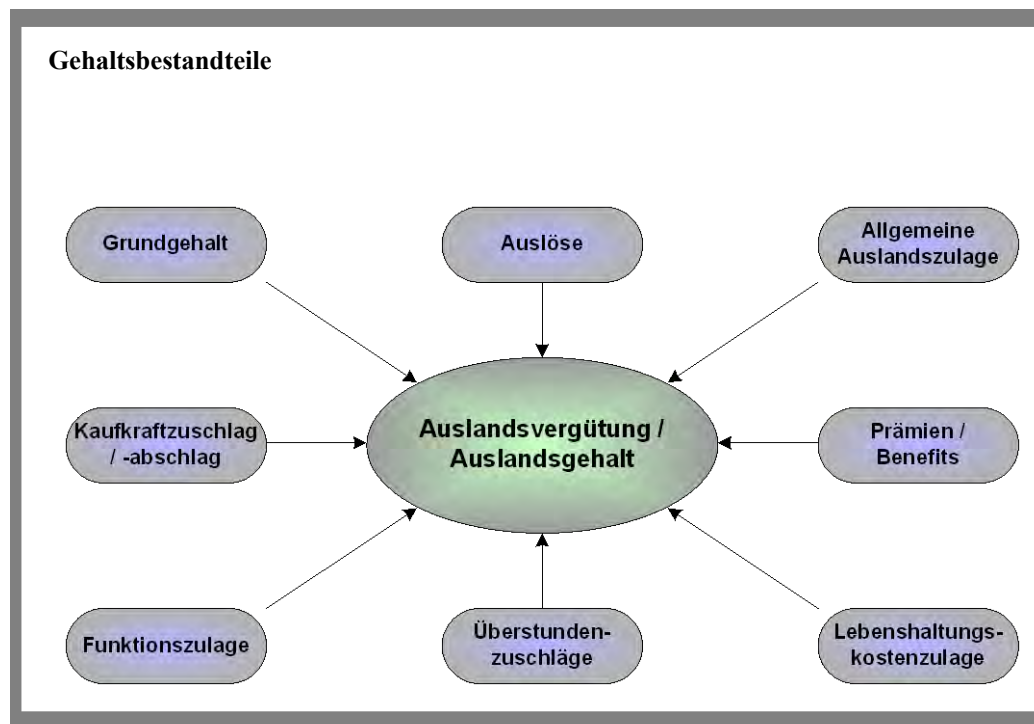 Gehaltsbestandteile
Grundgehalt
Auslöse
Allgemeine
Auslandszulage
Kaufkraftzuschlag
/ -abschlag
Auslandsvergütung /
Auslandsgehalt
Prämien /
Benefits
Funktionszulage
Überstunden-
zuschläge
Lebenshaltungs-
kostenzulage